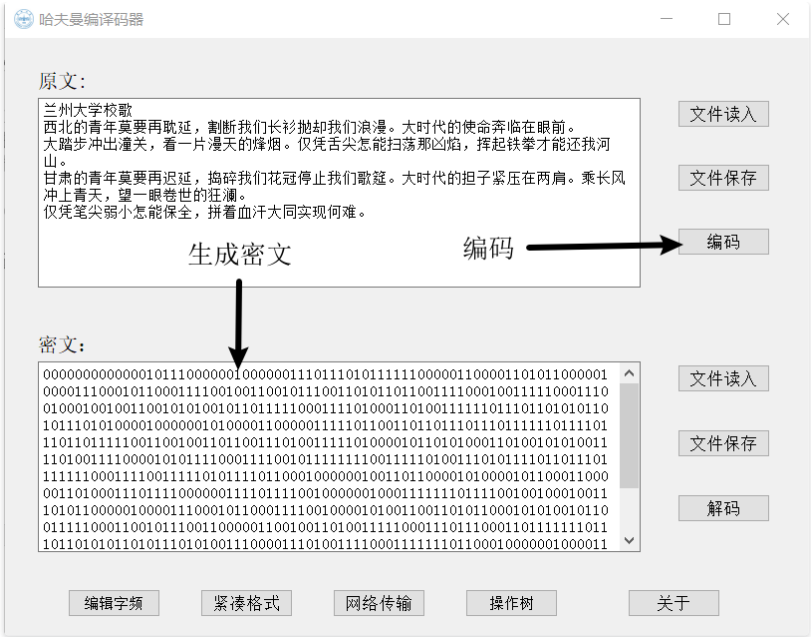 哈夫曼编译码器
原文:
兰州大学校歌
西北的青年莫要再耽延，割断我们长衫抛却我们浪漫。大时代的使命奔临在眼前。
大踏步冲出潼关，看一片漫天的烽烟。仅凭舌尖怎能扫荡那凶焰，挥起铁拳才能还我河
山。
甘肃的青年莫要再迟延，捣碎我们花冠停止我们歌筵。大时代的担子紧压在两肩。乘长风
冲上青天，望一眼卷世的狂澜。
仅凭笔尖弱小怎能保全，拼着血汗大同实现何难。
文件读入
文件保存
编码
编码
生成密文
密文：
00000000000001011100000010000001110111010111111000001100001101011000001
00001110001011000111100100110010111001101011011001111000100111110001110
01000100100110010101001011011111000111101000110100111111011101101010110
10111010100001000000101000011000001111101100110110111011101111110111101
11011011111001100100110110011101001111101000010110101000110100101010011
11010011110000101011110001111001011111111001111101001110101111011011101
11111100011110011111010111101100010000001001101100001010000101100011000
00110100011101111000000111101111001000000100011111110111100100100010011
10101100000100001110001011000111100100001010011001101011000101010010110
01111100011001011100110000011001001101001111100011101110001101111111011
10110101011010111010100111000011101001111000111111101100010000001000011
文件读入
文件保存
解码
编辑字频
紧凑格式
网络传输
操作树
关于